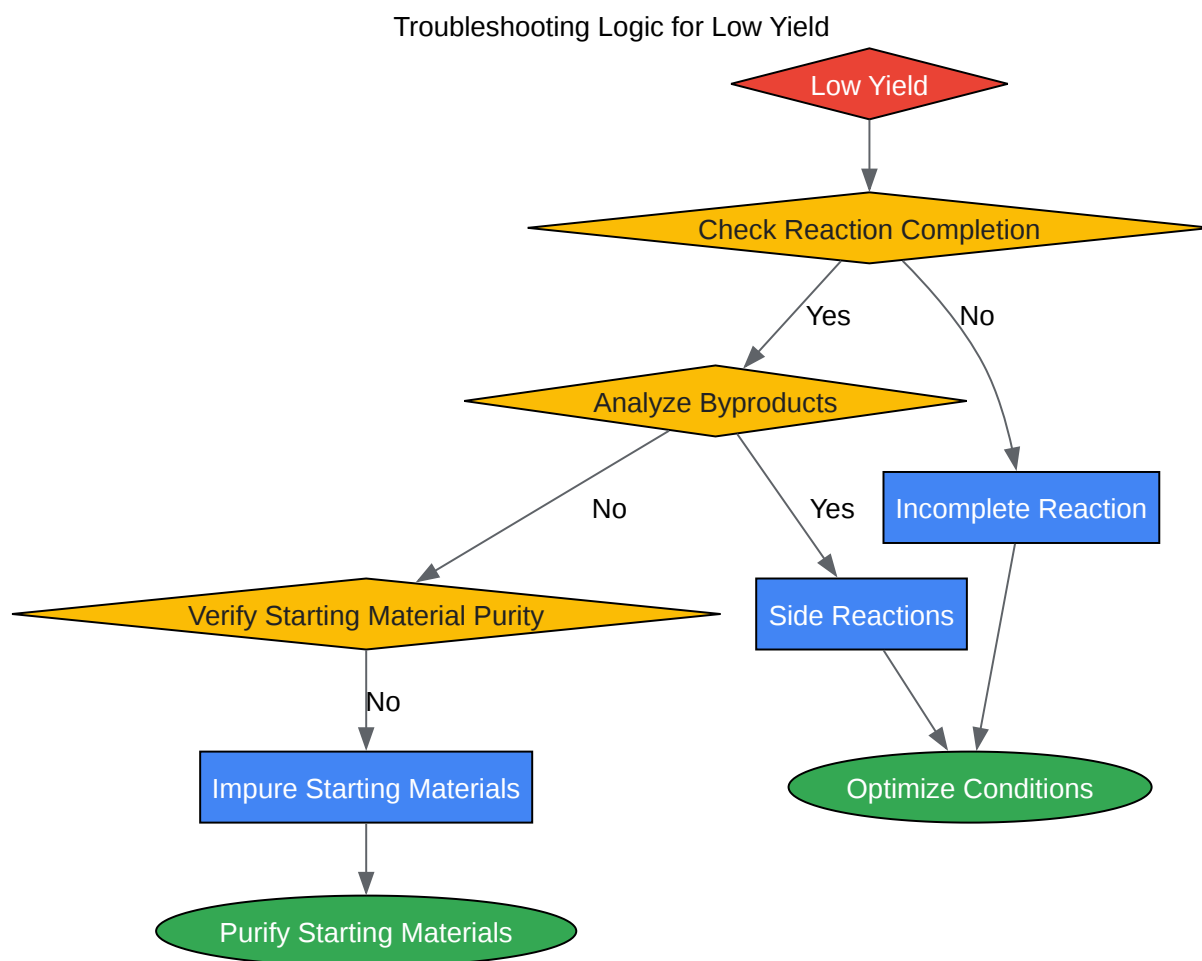 Troubleshooting Logic for Low Yield
Low Yield
Check Reaction Completion
Yes
No
Analyze Byproducts
No
Yes
Incomplete Reaction
Verify Starting Material Purity
Side Reactions
No
Impure Starting Materials
Optimize Conditions
Purify Starting Materials